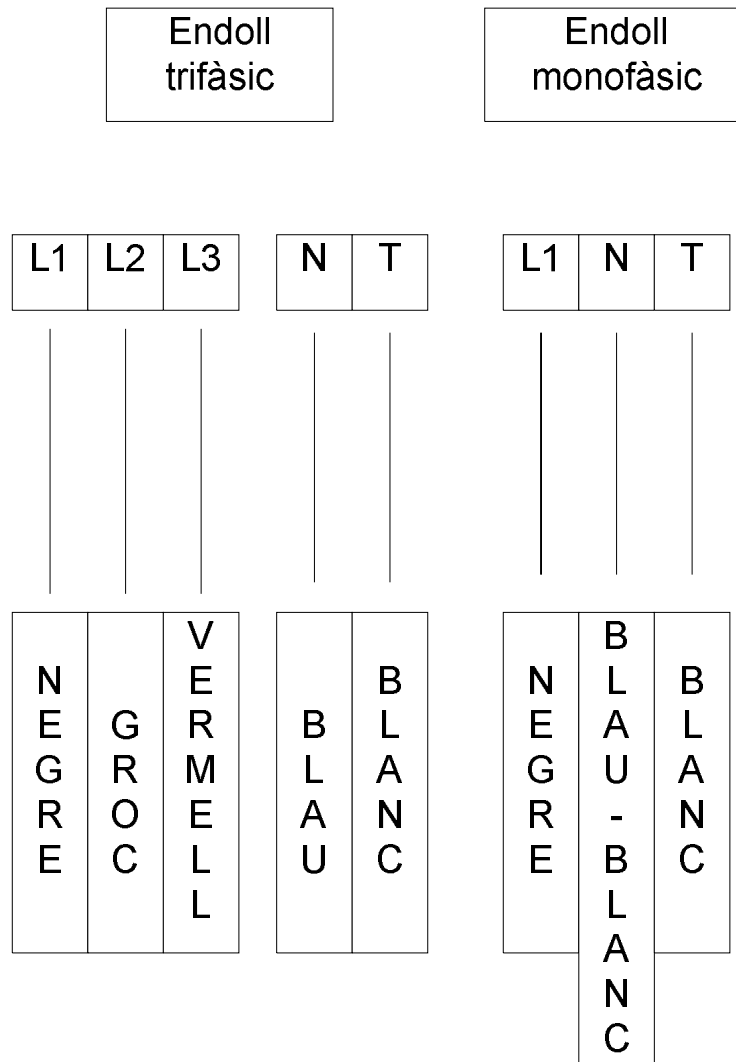 Endoll
trifàsic
Endoll
monofàsic
L1 L2 L3 N T L1 N T
NEGRE
GROC
VERMELL
BLAU
BLANC
NEGRE
BLAU-BLANC
BLANC